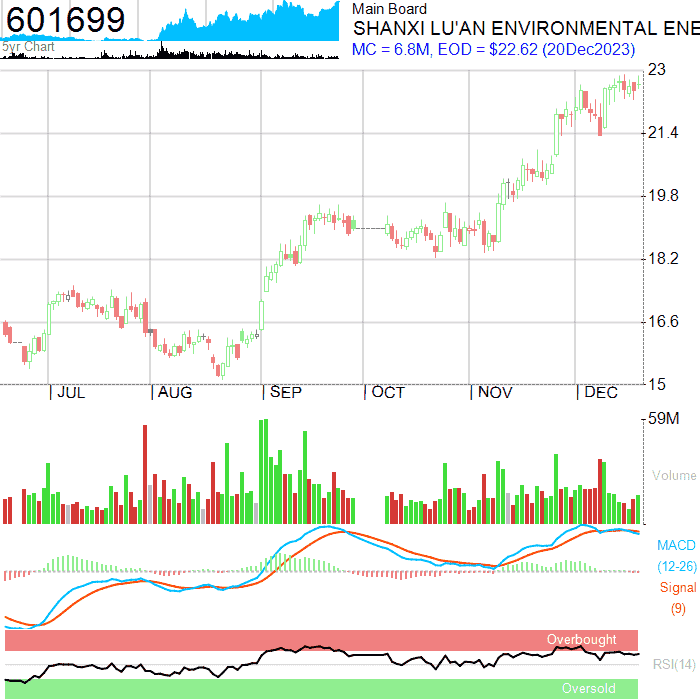 601699
5yr Chart
Main Board
SHANXI LU'AN ENVIRONMENTAL ENE
MC = 6.8M, EOD = $22.62 (20Dec2023)
23
21.4
19.8
18.2
16.6
15
JUL AUG SEP OCT NOV DEC
59M
Volume
MACD
(12-26)
Signal
(9)
Overbought
RSI(14)
Oversold